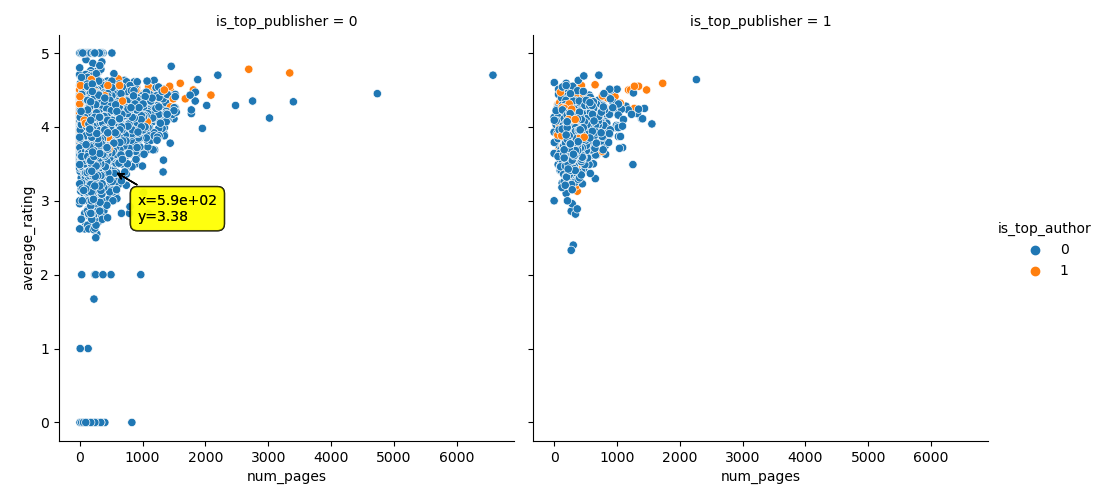 is_top_publisher = 0
is_top_publisher = 1
average_rating
5
4
3
2
1
0
x=5.9e+02
y=3.38
0 1000 2000 3000 4000 5000 6000
num_pages
0 1000 2000 3000 4000 5000 6000
num_pages
is_top_author
0
1